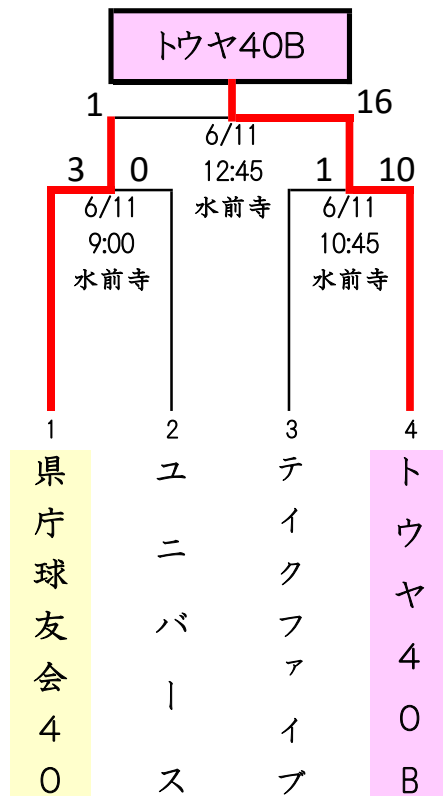 トウヤ40B
1
16
6/11
12:45
水前寺
3
0
6/11
9:00
水前寺
1
10
6/11
10:45
水前寺
1
2
3
4
県庁球友会40
ユニバース
テイクファイブ
トウヤ40B